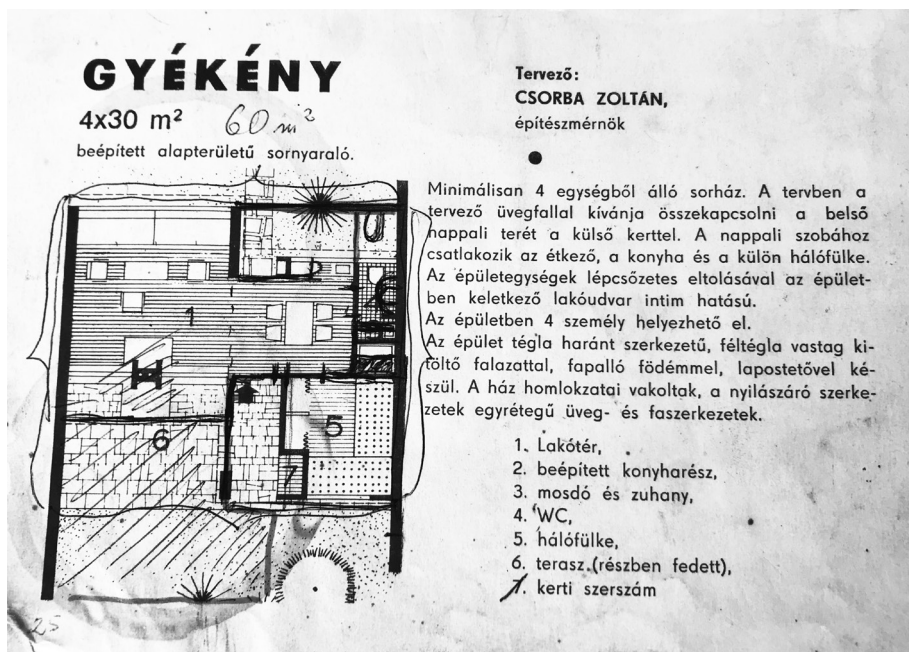 GYÉKÉNY
4x30 m² 60 m²
beépített alapterületű sornyaraló.
1
6
5
7
25
Tervező:
CSORBA ZOLTÁN,
építészmérnök
Minimálisan 4 egységből álló sorház. A tervben a
tervező üvegfallal kívánja összekapcsolni a belső
nappali terét a külső kerttel. A nappali szobához
csatlakozik az étkező, a konyha és a külön hálófülke.
Az épületegységek lépcsőzetes eltolásával az épület-
ben keletkező lakóudvar intim hatású.
Az épületben 4 személy helyezhető el.
Az épület tégla haránt szerkezetű, féltégla vastag ki-
töltő falazattal, fapalló födémmel, lapostetővel ké-
szül. A ház homlokzatai vakoltak, a nyilászáró szerke-
zetek egyrétegű üveg- és faszerkezetek.
1. Lakótér,
2. beépített konyharész,
3. mosdó és zuhany,
4. WC,
5. hálófülke,
6. terasz (részben fedett),
7. kerti szerszám